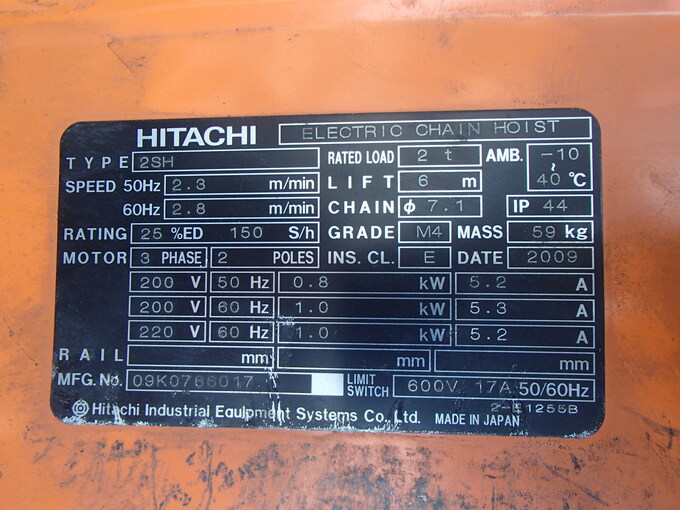 HITACHI ELECTRIC CHAIN HOIST
TYPE 2SH RATED LOAD 2 t AMB. -10 ~ 40 °C
SPEED 50Hz 2.3 m/min LIFT 6 m
60Hz 2.8 m/min CHAIN ϕ 7.1 IP 44
RATING 25 %ED 150 S/h GRADE M4 MASS 59 kg
MOTOR 3 PHASE 2 POLES INS. CL. E DATE 2009
200 V 50 Hz 0.8 kW 5.2 A
200 V 60 Hz 1.0 kW 5.3 A
220 V 60 Hz 1.0 kW 5.2 A
RAIL mm mm mm
MFG. No. 09K0786017 LIMIT SWITCH 600V 17A 50/60Hz
2-E1255B
Hitachi Industrial Equipment Systems Co., Ltd. MADE IN JAPAN